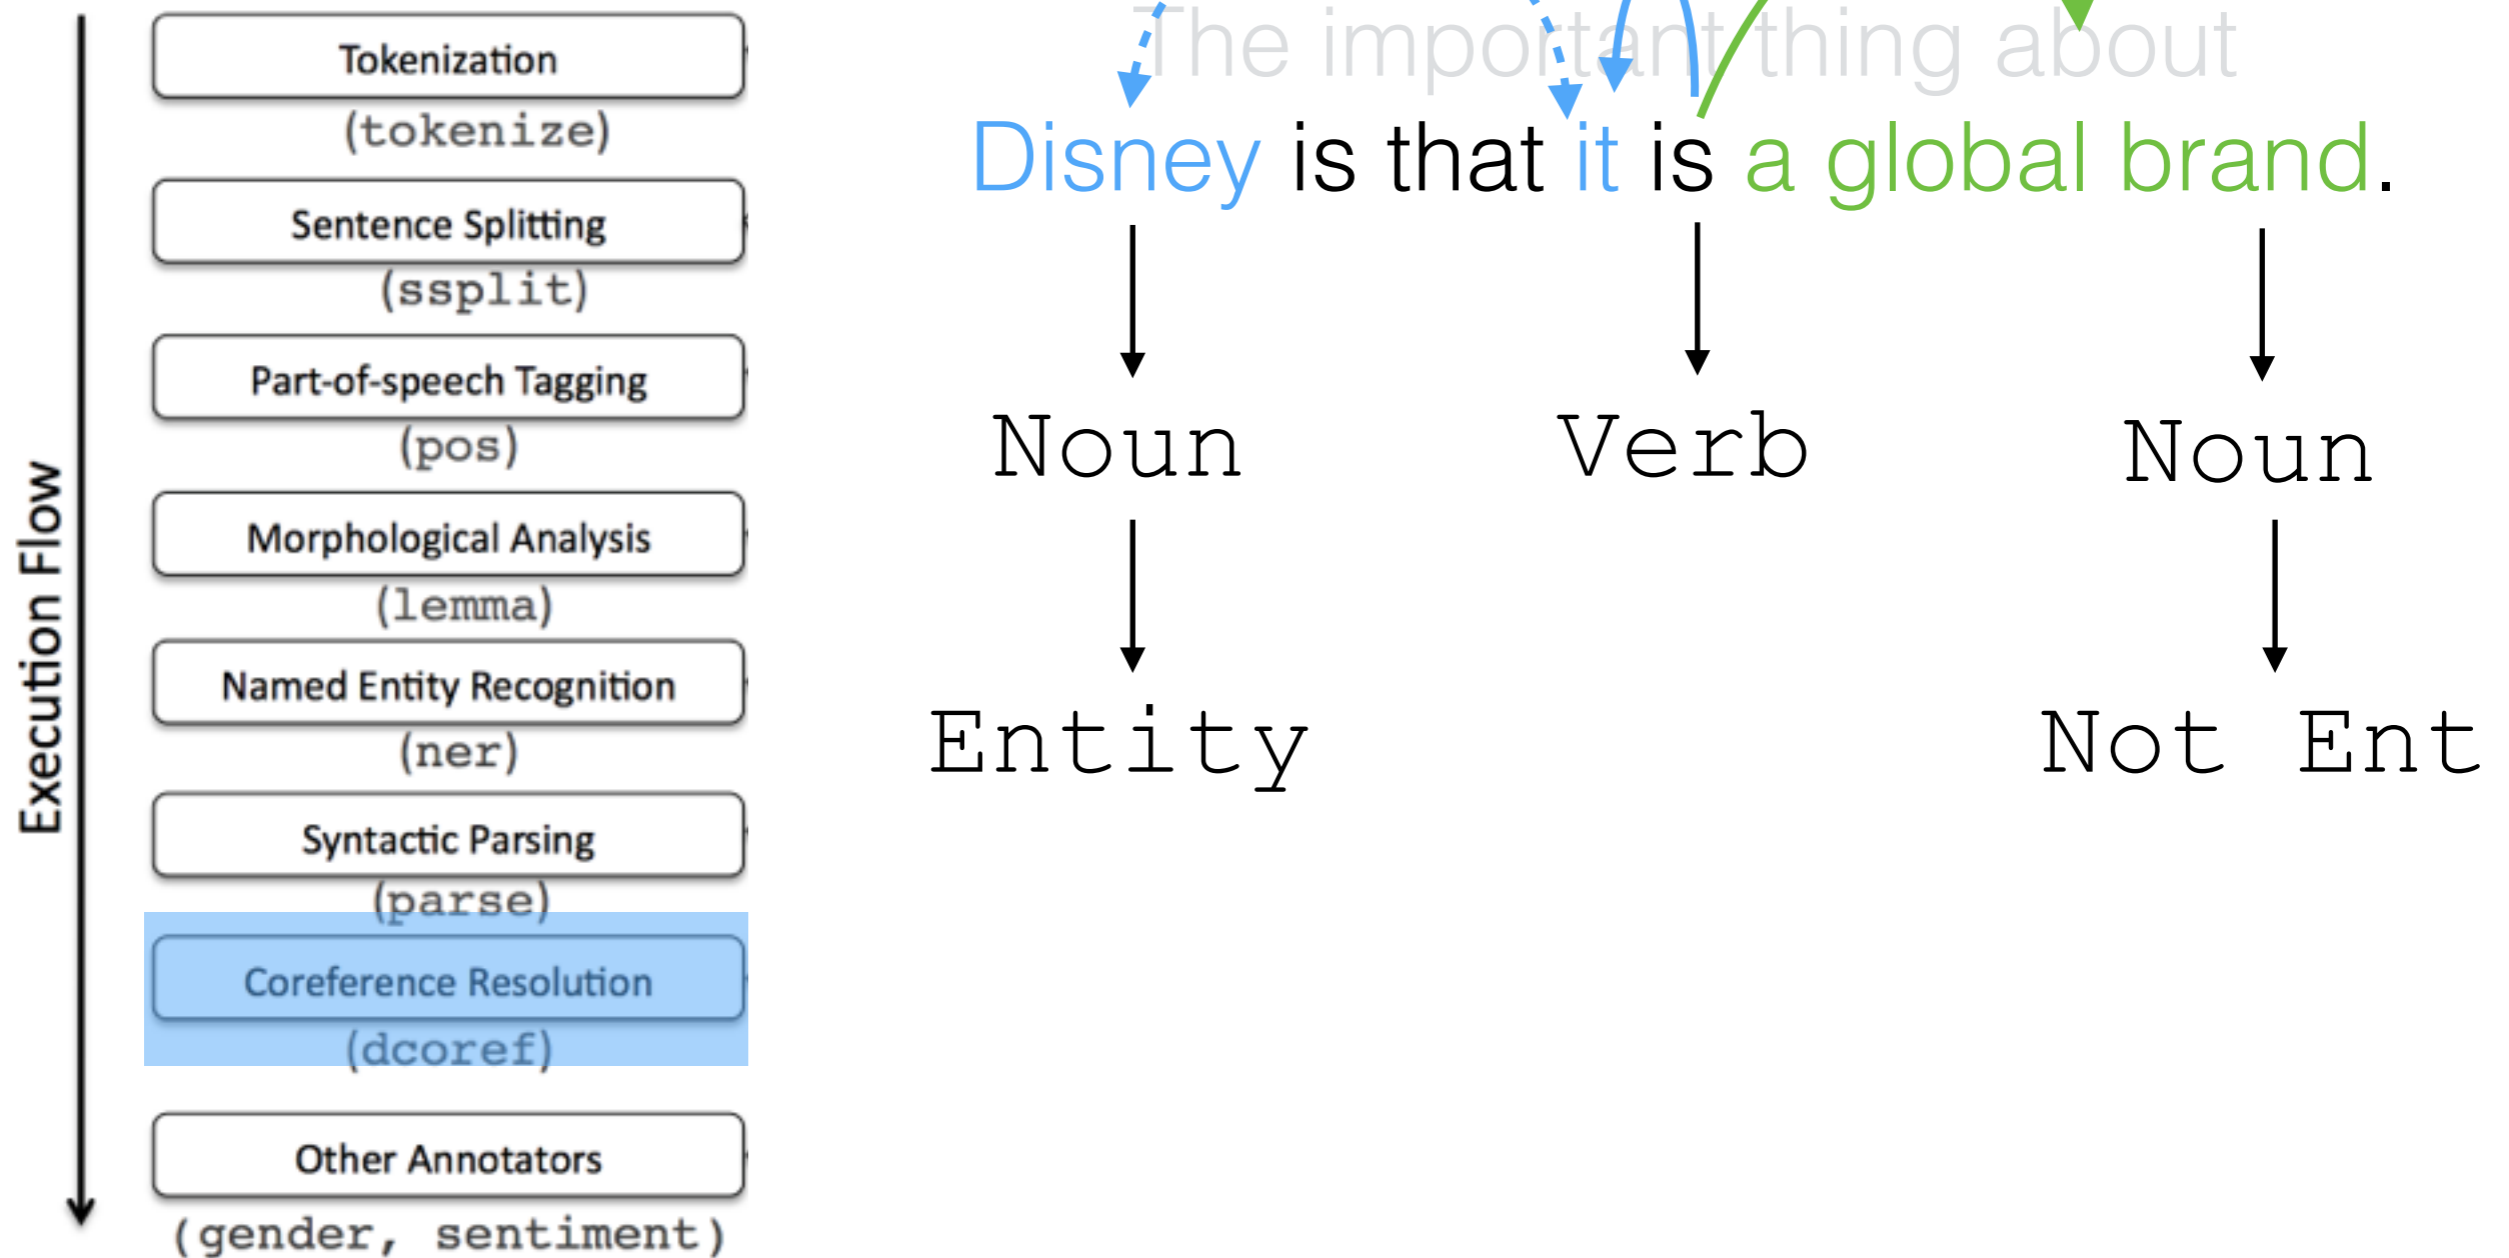 Execution Flow
Tokenization
(tokenize)
Sentence Splitting
(ssplit)
Part-of-speech Tagging
(pos)
Morphological Analysis
(lemma)
Named Entity Recognition
(ner)
Syntactic Parsing
(parse)
Coreference Resolution
(dcoref)
Other Annotators
(gender, sentiment)
The important thing about
Disney is that it is a global brand.
Noun Verb Noun
Entity Not Ent